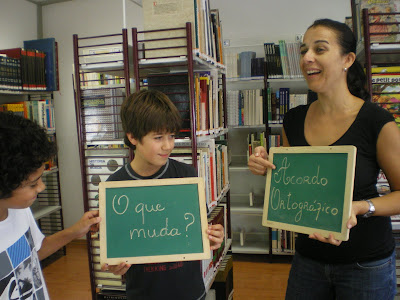 O que
muda?
Acordo
Ortográfico